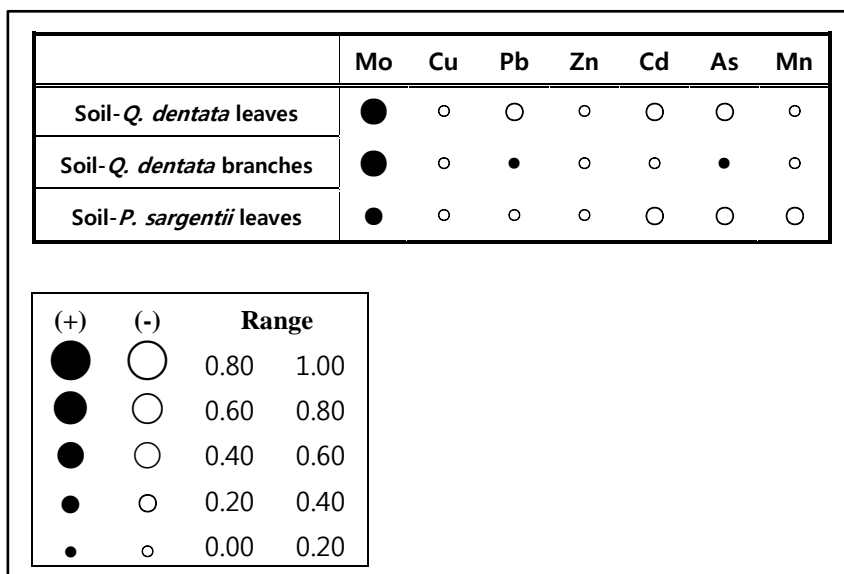 Mo Cu Pb Zn Cd As Mn
Soil-Q. dentata leaves
Soil-Q. dentata branches
Soil-P. sargentii leaves
(+) (-) Range
0.80 1.00
0.60 0.80
0.40 0.60
0.20 0.40
0.00 0.20